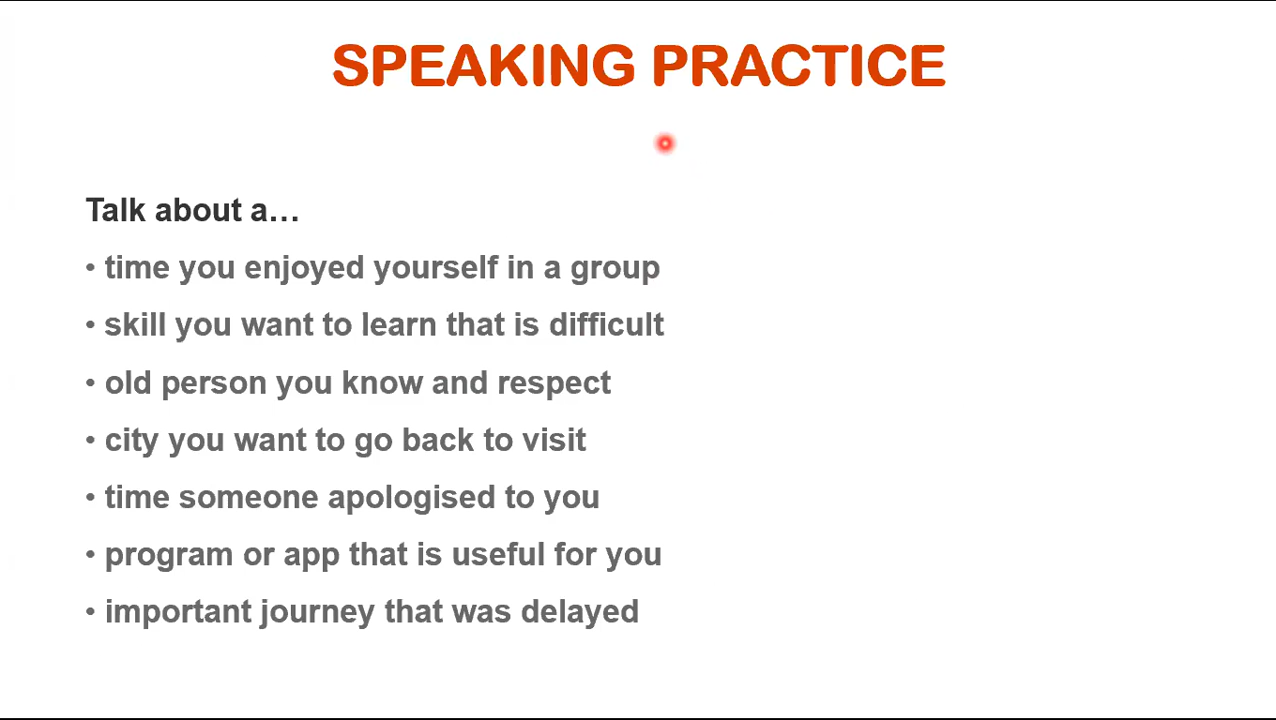 SPEAKING PRACTICE
Talk about a…
• time you enjoyed yourself in a group
• skill you want to learn that is difficult
• old person you know and respect
• city you want to go back to visit
• time someone apologised to you
• program or app that is useful for you
• important journey that was delayed